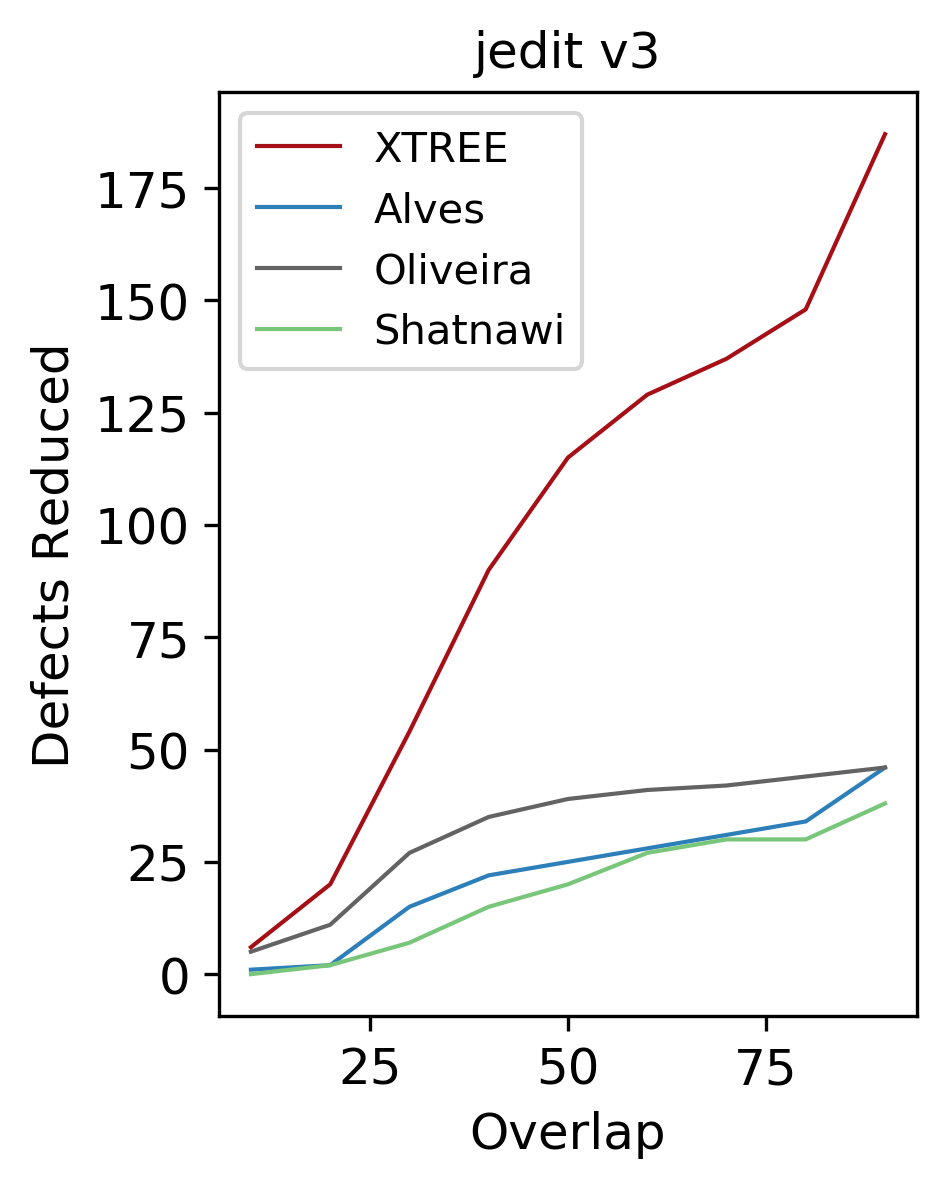 jedit v3
XTREE
Alves
Oliveira
Shatnawi
175
150
125
100
75
50
25
0
Defects Reduced
25 50 75
Overlap